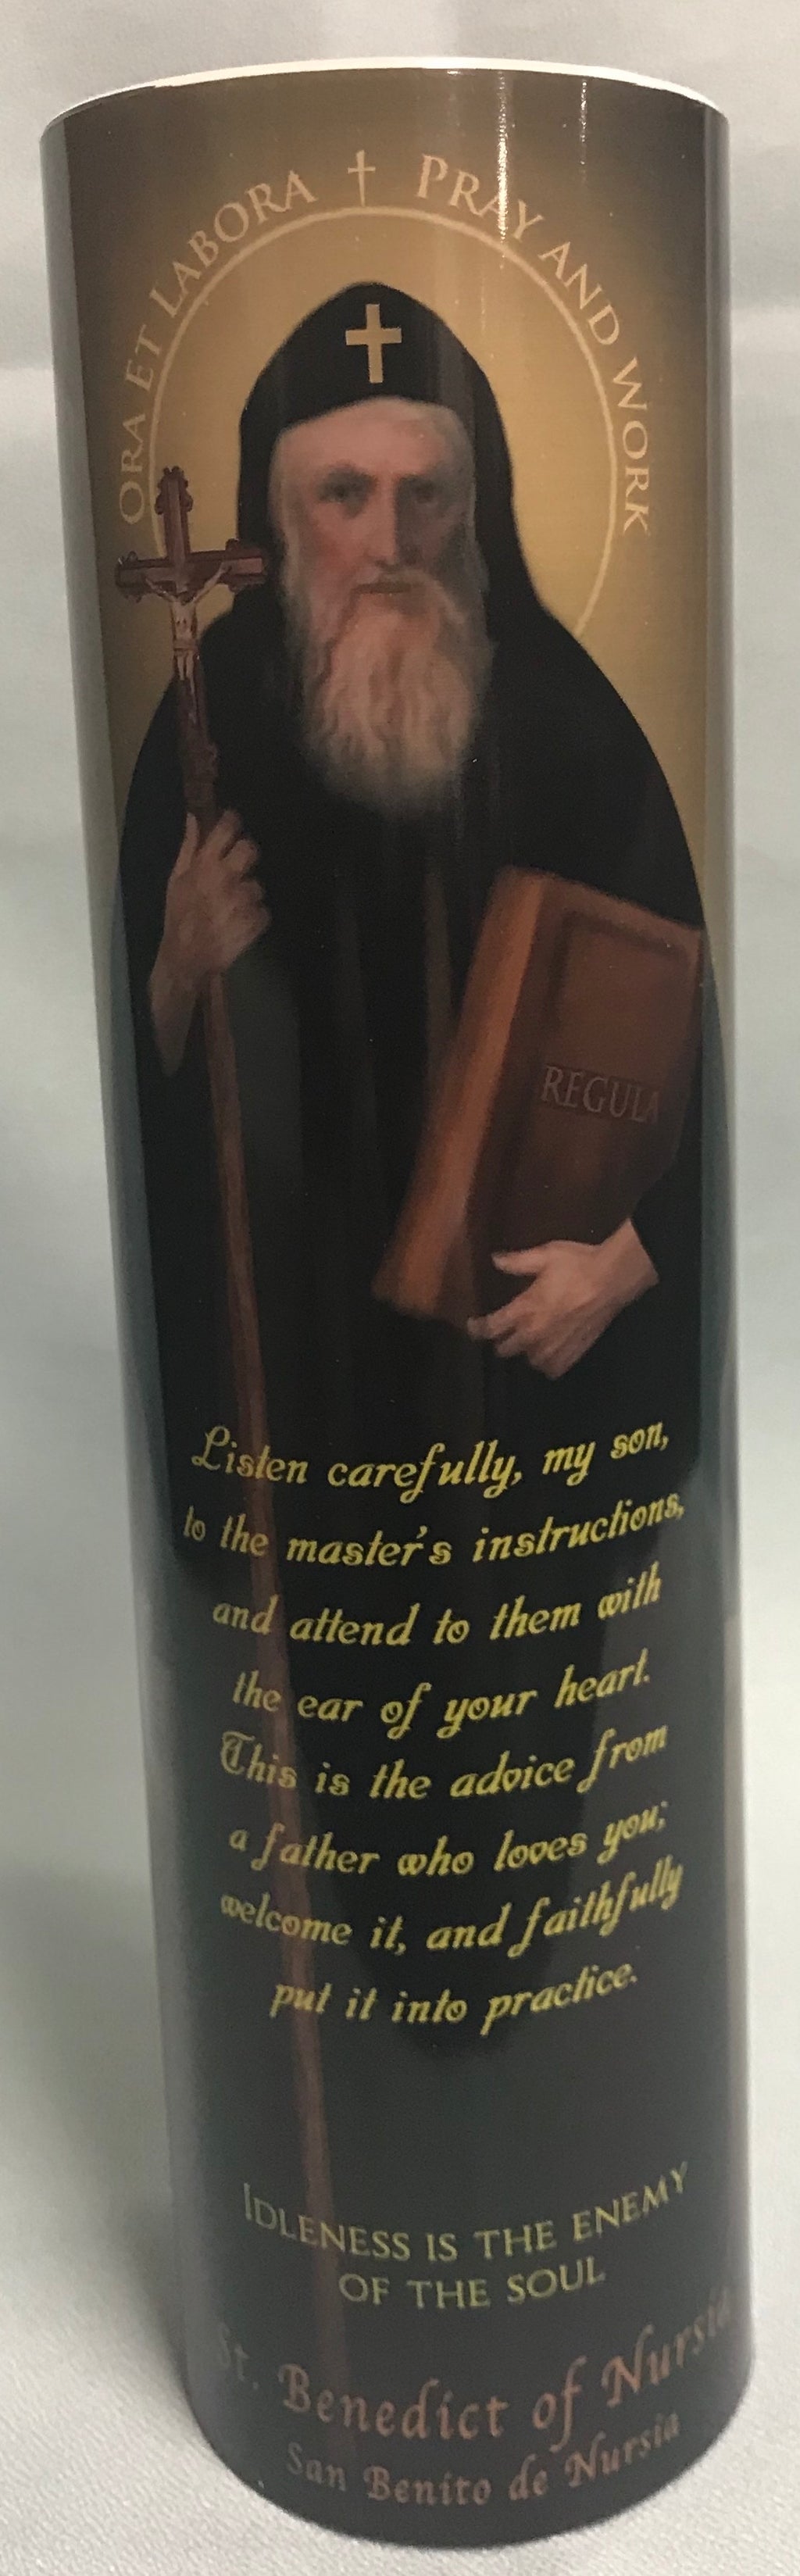 ORA ET LABORA † PRAY AND WORK
REGULA
Listen carefully, my son,
to the master's instructions,
and attend to them with
the ear of your heart.
This is the advice from
a father who loves you;
welcome it, and faithfully
put it into practice.
IDLENESS IS THE ENEMY
OF THE SOUL
St. Benedict of Nursia
San Benito de Nursia